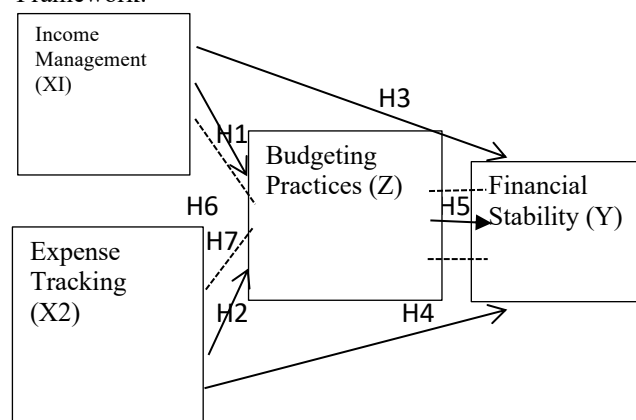 Framework:
Income
Management
(XI)
H3
H1
Budgeting
Practices (Z)
Financial
Stability (Y)
H5
H6
H7
Expense
Tracking
(X2)
H2
H4